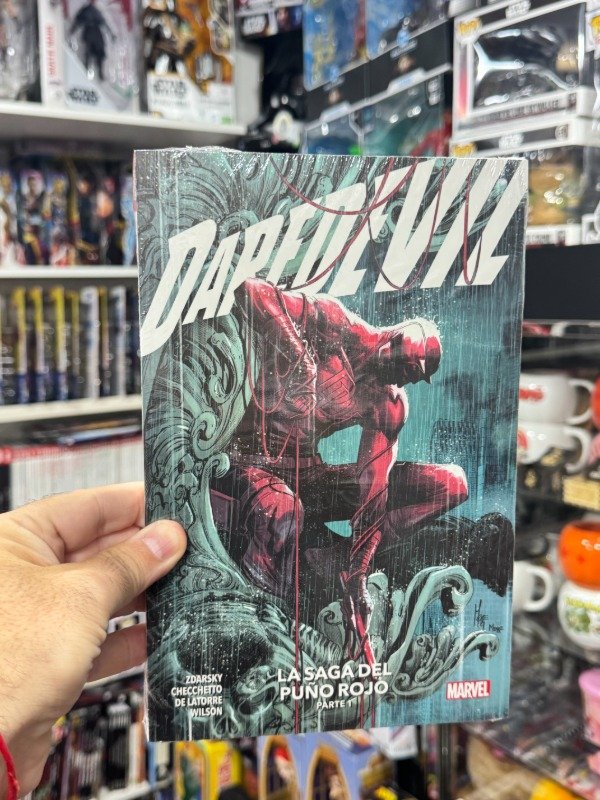 DAREDEVIL
ZDARSKY
CHECCHETTO
DE LATORRE
WILSON
LA SAGA DEL
PUÑO ROJO
PARTE 1
MARVEL